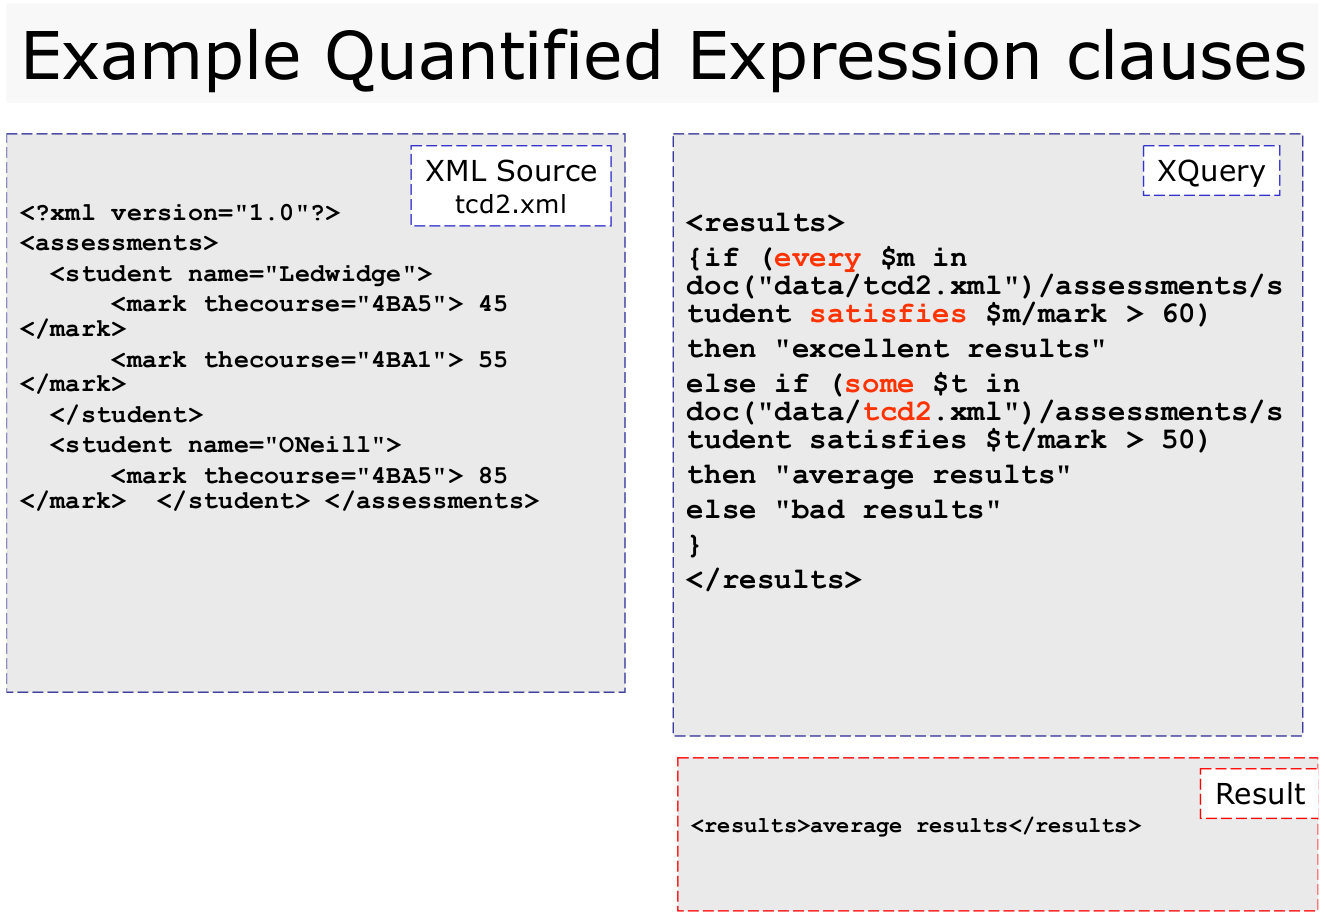 Example Quantified Expression clauses
XML Source
tcd2.xml
<?xml version="1.0"?>
<assessments>
<student name="Ledwidge">
<mark thecourse="4BA5"> 45
</mark>
<mark thecourse="4BA1"> 55
</mark>
</student>
<student name="ONeill">
<mark thecourse="4BA5"> 85
</mark>  </student> </assessments>
XQuery
<results>
{if (every $m in
doc("data/tcd2.xml")/assessments/s
tudent satisfies $m/mark > 60)
then "excellent results"
else if (some $t in
doc("data/tcd2.xml")/assessments/s
tudent satisfies $t/mark > 50)
then "average results"
else "bad results"
}
</results>
Result
<results>average results</results>